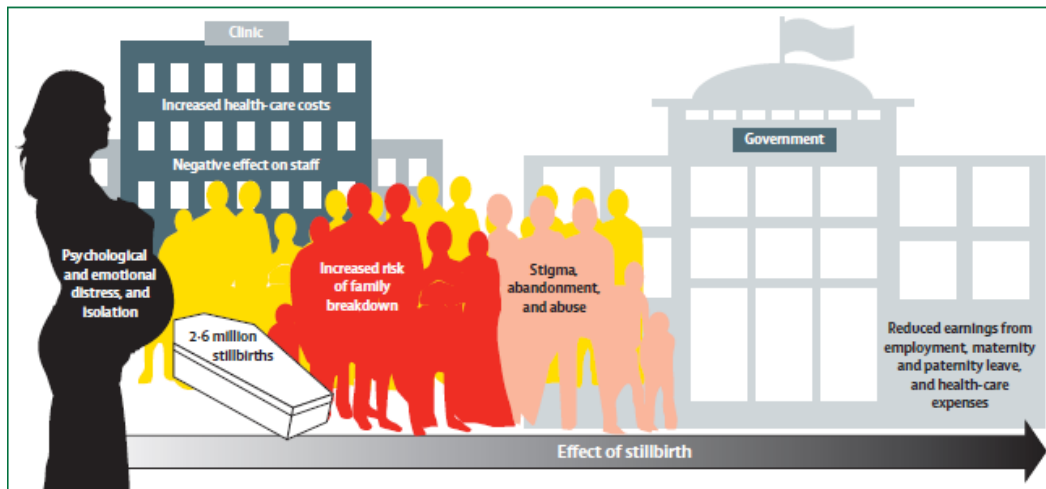 Clinic
Increased health-care costs
Negative effect on staff
Government
Psychological
and emotional
distress, and
isolation
Increased risk
of family
breakdown
Stigma,
abandonment,
and abuse
2·6 million
stillbirths
Reduced earnings from
employment, maternity
and paternity leave,
and health-care
expenses
Effect of stillbirth